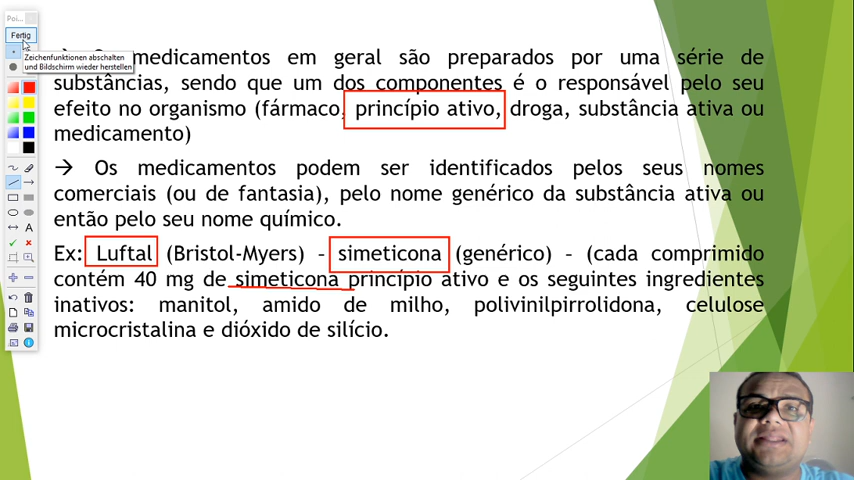 Poi...
Fertig
Zeichenfunktionen abschalten
und Bildschirm wieder herstellen
→ Os medicamentos em geral são preparados por uma série de
substâncias, sendo que um dos componentes é o responsável pelo seu
efeito no organismo (fármaco, princípio ativo, droga, substância ativa ou
medicamento)
→ Os medicamentos podem ser identificados pelos seus nomes
comerciais (ou de fantasia), pelo nome genérico da substância ativa ou
então pelo seu nome químico.
Ex: Luftal (Bristol-Myers) – simeticona (genérico) – (cada comprimido
contém 40 mg de simeticona princípio ativo e os seguintes ingredientes
inativos: manitol, amido de milho, polivinilpirrolidona, celulose
microcristalina e dióxido de silício.